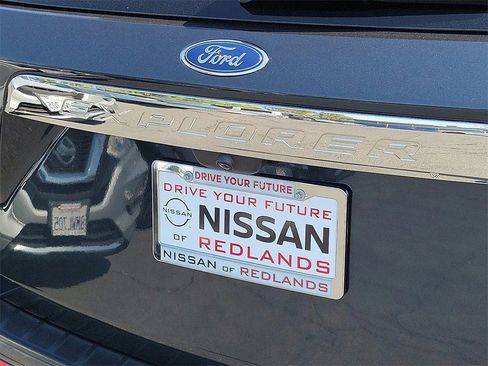 Ford
EXPLORER
DRIVE YOUR FUTURE
DRIVE YOUR FUTURE
NISSAN
NISSAN
OF REDLANDS
NISSAN OF REDLANDS